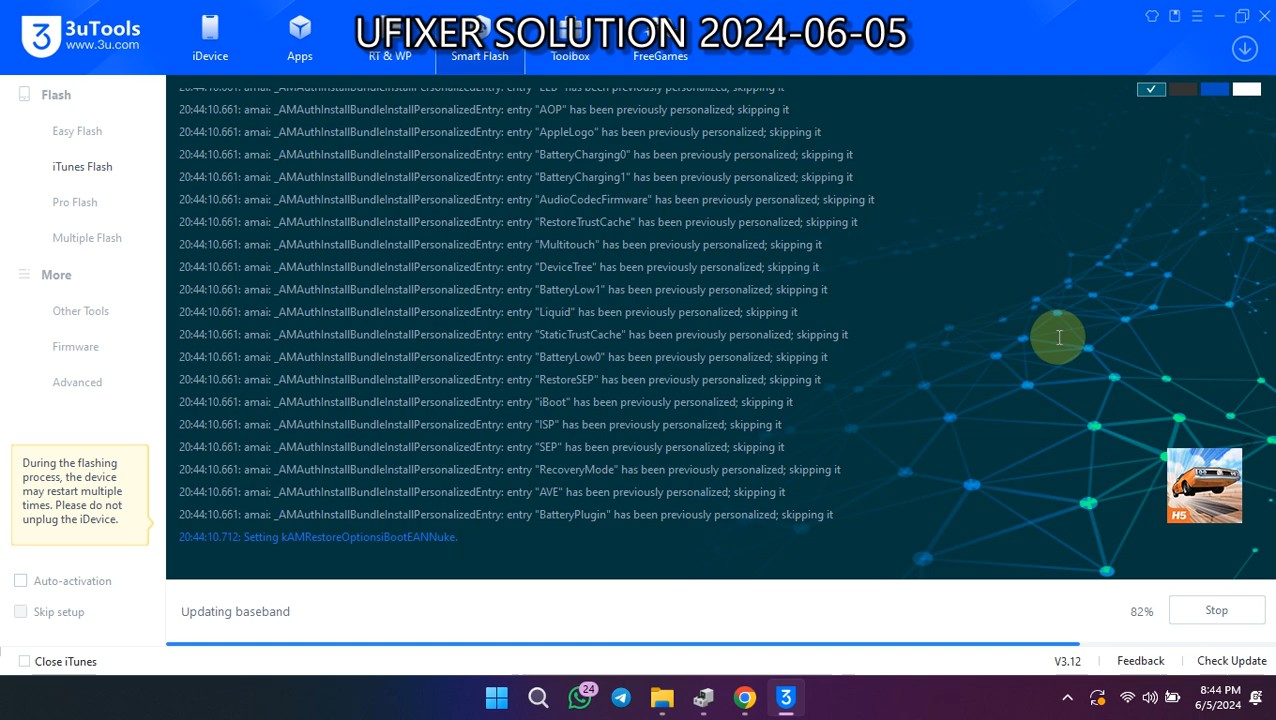 3uTools
www.3u.com
iDevice
Apps
RT & WP
Smart Flash
Toolbox
FreeGames
UFIXER SOLUTION 2024-06-05
Flash
Easy Flash
iTunes Flash
Pro Flash
Multiple Flash
More
Other Tools
Firmware
Advanced
During the flashing
process, the device
may restart multiple
times. Please do not
unplug the iDevice.
Auto-activation
Skip setup
20:44:10.661: amai: _AMAuthInstallBundleInstallPersonalizedEntry: entry "LLB" has been previously personalized; skipping it
20:44:10.661: amai: _AMAuthInstallBundleInstallPersonalizedEntry: entry "AOP" has been previously personalized; skipping it
20:44:10.661: amai: _AMAuthInstallBundleInstallPersonalizedEntry: entry "AppleLogo" has been previously personalized; skipping it
20:44:10.661: amai: _AMAuthInstallBundleInstallPersonalizedEntry: entry "BatteryCharging0" has been previously personalized; skipping it
20:44:10.661: amai: _AMAuthInstallBundleInstallPersonalizedEntry: entry "BatteryCharging1" has been previously personalized; skipping it
20:44:10.661: amai: _AMAuthInstallBundleInstallPersonalizedEntry: entry "AudioCodecFirmware" has been previously personalized; skipping it
20:44:10.661: amai: _AMAuthInstallBundleInstallPersonalizedEntry: entry "RestoreTrustCache" has been previously personalized; skipping it
20:44:10.661: amai: _AMAuthInstallBundleInstallPersonalizedEntry: entry "Multitouch" has been previously personalized; skipping it
20:44:10.661: amai: _AMAuthInstallBundleInstallPersonalizedEntry: entry "DeviceTree" has been previously personalized; skipping it
20:44:10.661: amai: _AMAuthInstallBundleInstallPersonalizedEntry: entry "BatteryLow1" has been previously personalized; skipping it
20:44:10.661: amai: _AMAuthInstallBundleInstallPersonalizedEntry: entry "Liquid" has been previously personalized; skipping it
20:44:10.661: amai: _AMAuthInstallBundleInstallPersonalizedEntry: entry "StaticTrustCache" has been previously personalized; skipping it
20:44:10.661: amai: _AMAuthInstallBundleInstallPersonalizedEntry: entry "BatteryLow0" has been previously personalized; skipping it
20:44:10.661: amai: _AMAuthInstallBundleInstallPersonalizedEntry: entry "RestoreSEP" has been previously personalized; skipping it
20:44:10.661: amai: _AMAuthInstallBundleInstallPersonalizedEntry: entry "iBoot" has been previously personalized; skipping it
20:44:10.661: amai: _AMAuthInstallBundleInstallPersonalizedEntry: entry "ISP" has been previously personalized; skipping it
20:44:10.661: amai: _AMAuthInstallBundleInstallPersonalizedEntry: entry "SEP" has been previously personalized; skipping it
20:44:10.661: amai: _AMAuthInstallBundleInstallPersonalizedEntry: entry "RecoveryMode" has been previously personalized; skipping it
20:44:10.661: amai: _AMAuthInstallBundleInstallPersonalizedEntry: entry "AVE" has been previously personalized; skipping it
20:44:10.661: amai: _AMAuthInstallBundleInstallPersonalizedEntry: entry "BatteryPlugin" has been previously personalized; skipping it
20:44:10.712: Setting kAMRestoreOptionsiBootEANNuke.
H5
Updating baseband
82%
Stop
Close iTunes
V3.12
Feedback
Check Update
24
8:44 PM
6/5/2024